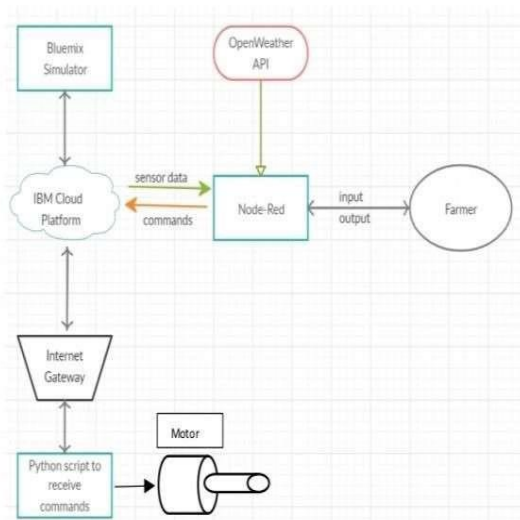 Bluemix
Simulator
OpenWeather
API
sensor data
commands
IBM Cloud
Platform
Node-Red
input
output
Farmer
Internet
Gateway
Motor
Python script to
receive
commands